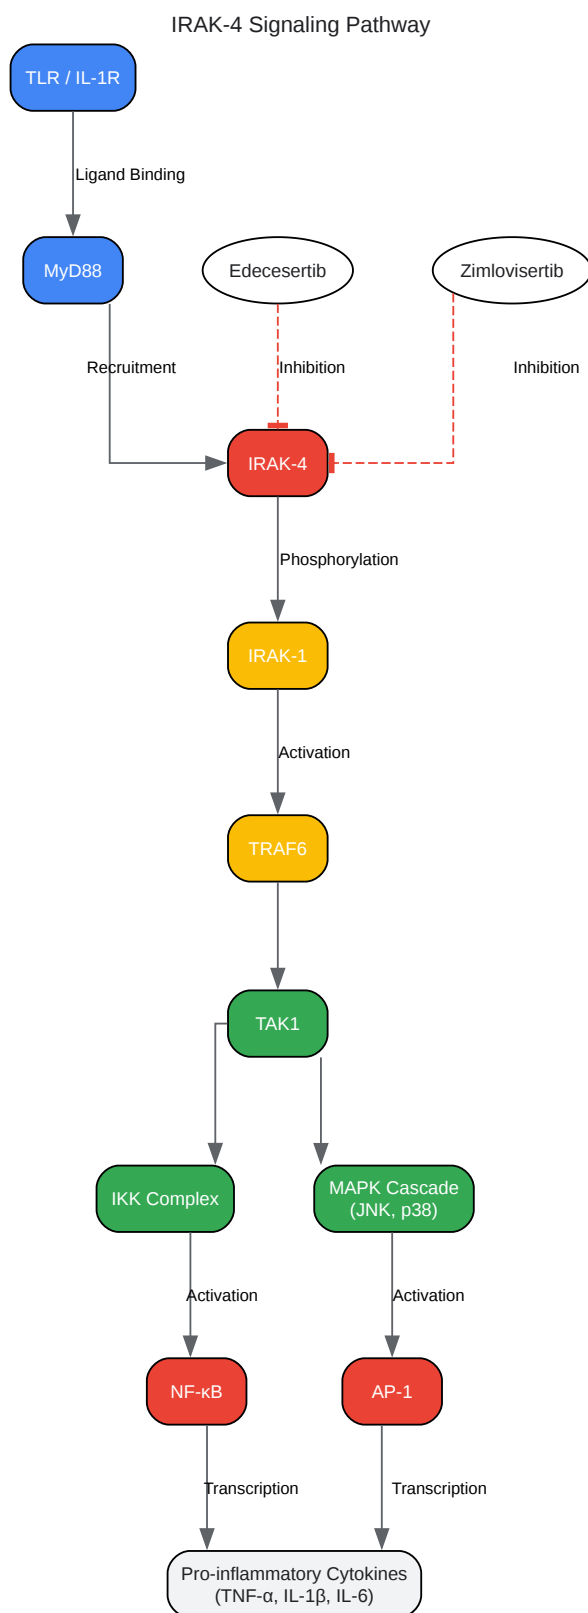 IRAK-4 Signaling Pathway
TLR / IL-1R
Ligand Binding
MyD88
Edecesertib
Zimlovisertib
Recruitment
Inhibition
Inhibition
IRAK-4
Phosphorylation
IRAK-1
Activation
TRAF6
TAK1
IKK Complex
MAPK Cascade
(JNK, p38)
Activation
Activation
NF-κB
AP-1
Transcription
Transcription
Pro-inflammatory Cytokines
(TNF-α, IL-1β, IL-6)